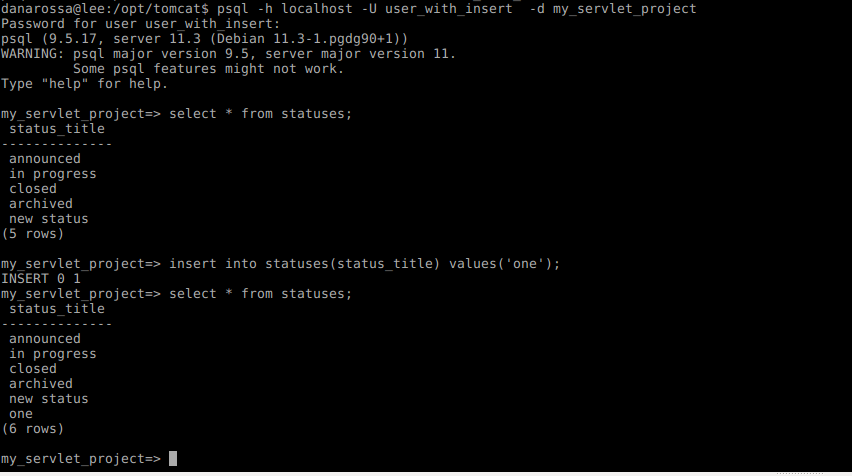 danarossa@lee:/opt/tomcat$ psql -h localhost -U user_with_insert  -d my_servlet_project
Password for user user_with_insert:
psql (9.5.17, server 11.3 (Debian 11.3-1.pgdg90+1))
WARNING: psql major version 9.5, server major version 11.
         Some psql features might not work.
Type "help" for help.

my_servlet_project=> select * from statuses;
 status_title
--------------
 announced
 in progress
 closed
 archived
 new status
(5 rows)

my_servlet_project=> insert into statuses(status_title) values('one');
INSERT 0 1
my_servlet_project=> select * from statuses;
 status_title
--------------
 announced
 in progress
 closed
 archived
 new status
 one
(6 rows)

my_servlet_project=>